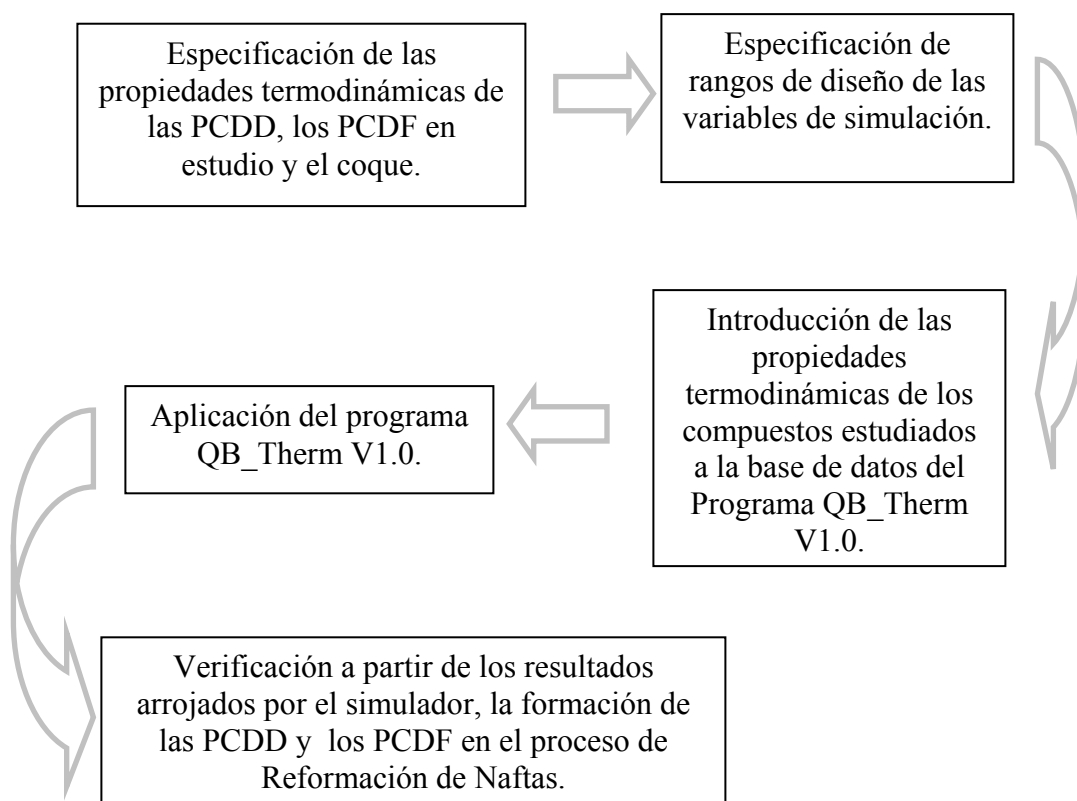 Especificación de las
propiedades termodinámicas de
las PCDD, los PCDF en
estudio y el coque.
Especificación de
rangos de diseño de las
variables de simulación.
Introducción de las
propiedades
termodinámicas de los
compuestos estudiados
a la base de datos del
Programa QB_Therm
V1.0.
Aplicación del programa
QB_Therm V1.0.
Verificación a partir de los resultados
arrojados por el simulador, la formación de
las PCDD y los PCDF en el proceso de
Reformación de Naftas.